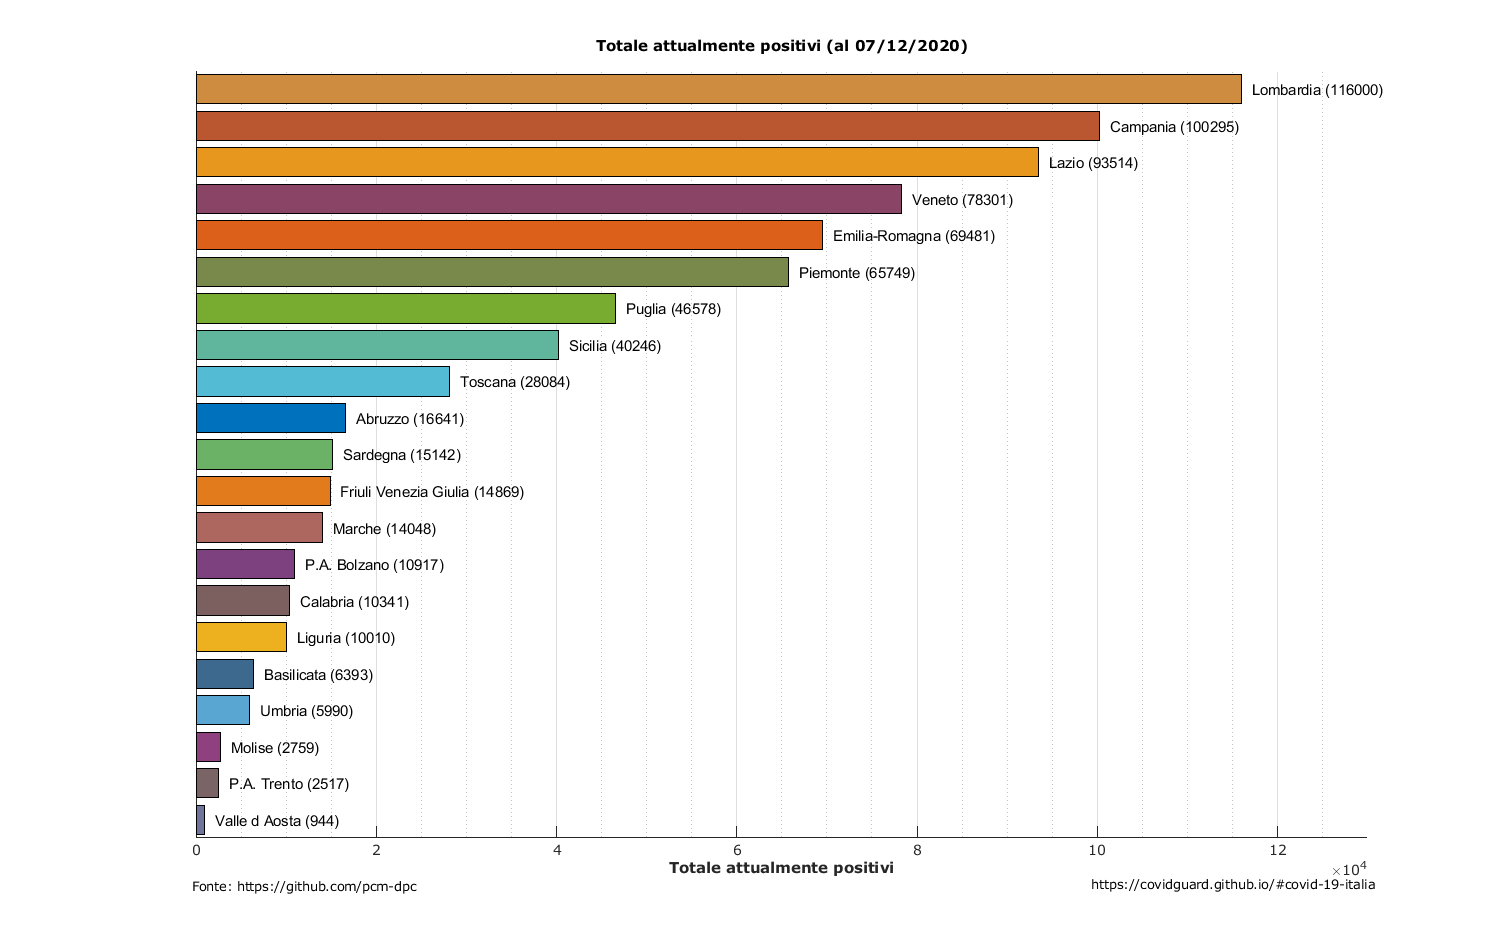 Totale attualmente positivi (al 07/12/2020)
Lombardia (116000)
Campania (100295)
Lazio (93514)
Veneto (78301)
Emilia-Romagna (69481)
Piemonte (65749)
Puglia (46578)
Sicilia (40246)
Toscana (28084)
Abruzzo (16641)
Sardegna (15142)
Friuli Venezia Giulia (14869)
Marche (14048)
P.A. Bolzano (10917)
Calabria (10341)
Liguria (10010)
Basilicata (6393)
Umbria (5990)
Molise (2759)
P.A. Trento (2517)
Valle d Aosta (944)
0 2 4 6 8 10 12
Totale attualmente positivi
×10⁴
Fonte: https://github.com/pcm-dpc
https://covidguard.github.io/#covid-19-italia